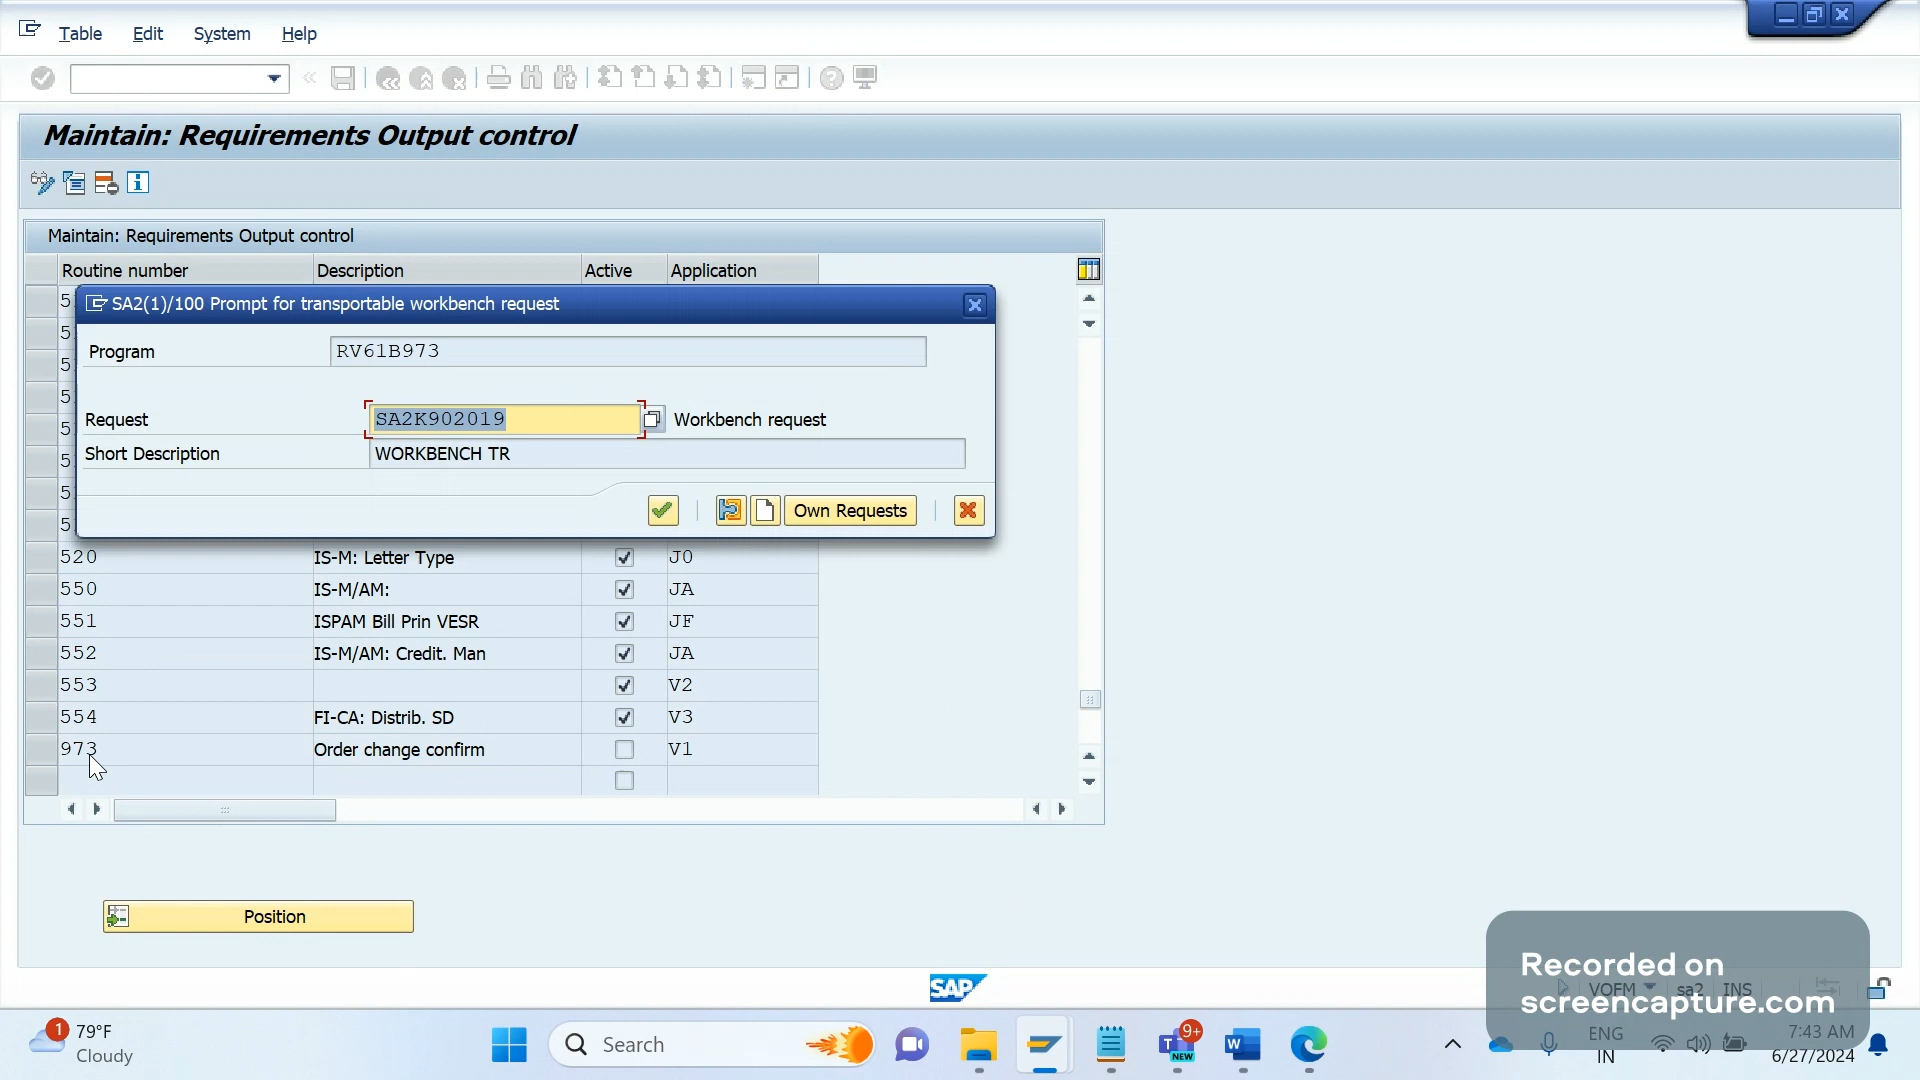 Table Edit System Help
Maintain: Requirements Output control
Maintain: Requirements Output control
Routine number Description Active Application
SA2(1)/100 Prompt for transportable workbench request
Program RV61B973
Request SA2K902019 Workbench request
Short Description WORKBENCH TR
Own Requests
520 IS-M: Letter Type J0
550 IS-M/AM: JA
551 ISPAM Bill Prin VESR JF
552 IS-M/AM: Credit. Man JA
553 V2
554 FI-CA: Distrib. SD V3
973 Order change confirm V1
Position
SAP
VOFM sa2 INS
Recorded on
screencapture.com
1 79°F
Cloudy
Search
9+
T NEW
W
ENG
IN
7:43 AM
6/27/2024